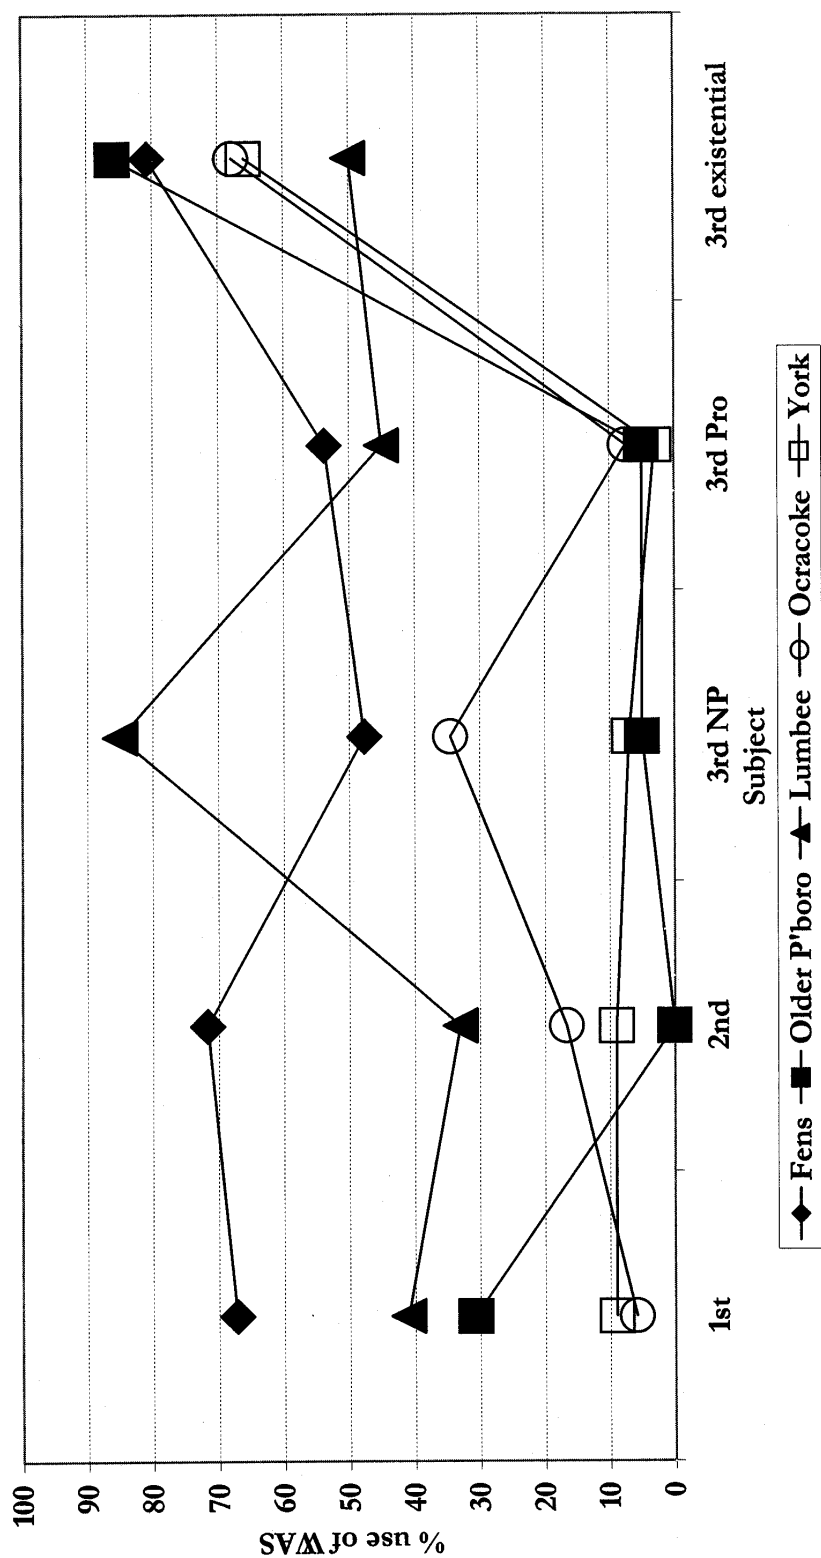 % use of WAS
100
90
80
70
60
50
40
30
20
10
0
1st
2nd
3rd NP
3rd Pro
3rd existential
Subject
Fens Older P'boro Lumbee Ocracoke York